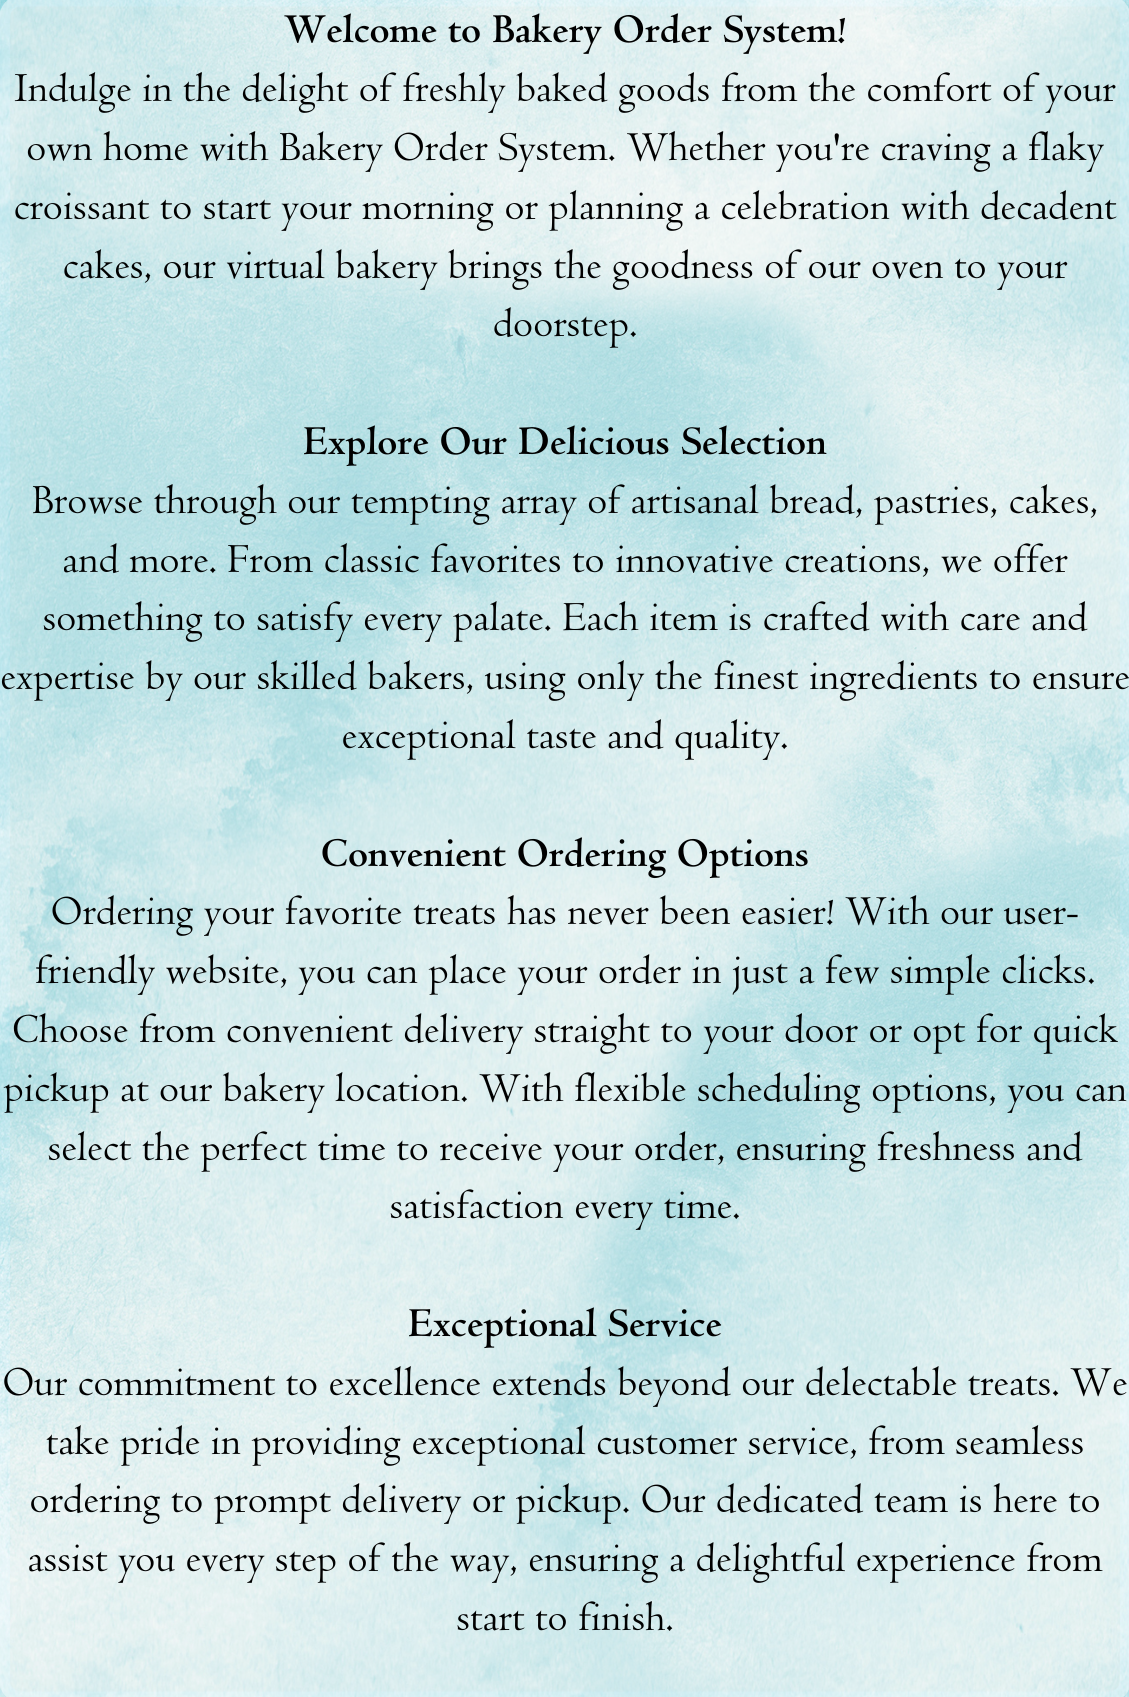 Welcome to Bakery Order System!
Indulge in the delight of freshly baked goods from the comfort of your
own home with Bakery Order System. Whether you're craving a flaky
croissant to start your morning or planning a celebration with decadent
cakes, our virtual bakery brings the goodness of our oven to your
doorstep.
Explore Our Delicious Selection
Browse through our tempting array of artisanal bread, pastries, cakes,
and more. From classic favorites to innovative creations, we offer
something to satisfy every palate. Each item is crafted with care and
expertise by our skilled bakers, using only the finest ingredients to ensure
exceptional taste and quality.
Convenient Ordering Options
Ordering your favorite treats has never been easier! With our user-
friendly website, you can place your order in just a few simple clicks.
Choose from convenient delivery straight to your door or opt for quick
pickup at our bakery location. With flexible scheduling options, you can
select the perfect time to receive your order, ensuring freshness and
satisfaction every time.
Exceptional Service
Our commitment to excellence extends beyond our delectable treats. We
take pride in providing exceptional customer service, from seamless
ordering to prompt delivery or pickup. Our dedicated team is here to
assist you every step of the way, ensuring a delightful experience from
start to finish.